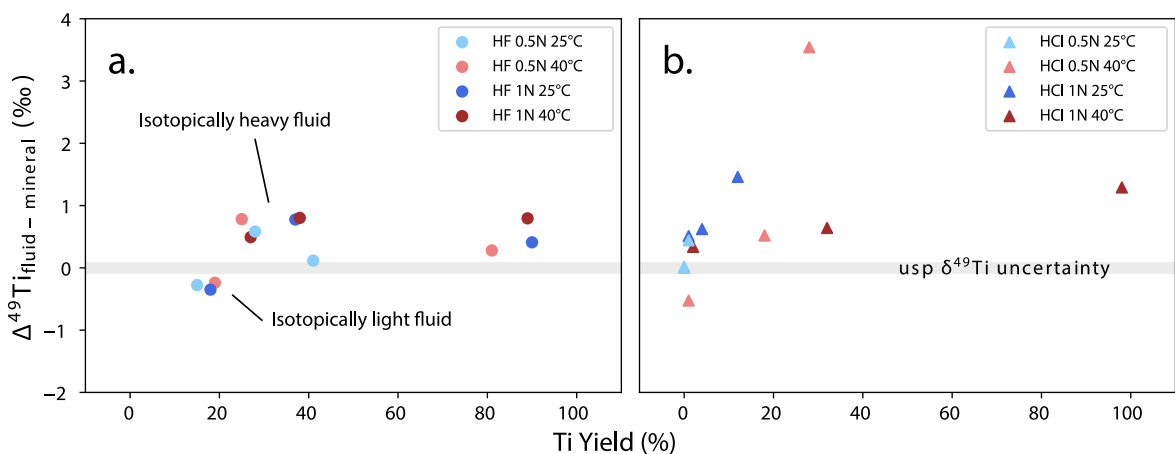 Δ⁴⁹Ti fluid – mineral (‰)
4
3
2
1
0
−1
−2
a.
HF 0.5N 25°C
HF 0.5N 40°C
HF 1N 25°C
HF 1N 40°C
Isotopically heavy fluid
Isotopically light fluid
0 20 40 60 80 100
b.
HCl 0.5N 25°C
HCl 0.5N 40°C
HCl 1N 25°C
HCl 1N 40°C
usp δ⁴⁹Ti uncertainty
0 20 40 60 80 100
Ti Yield (%)